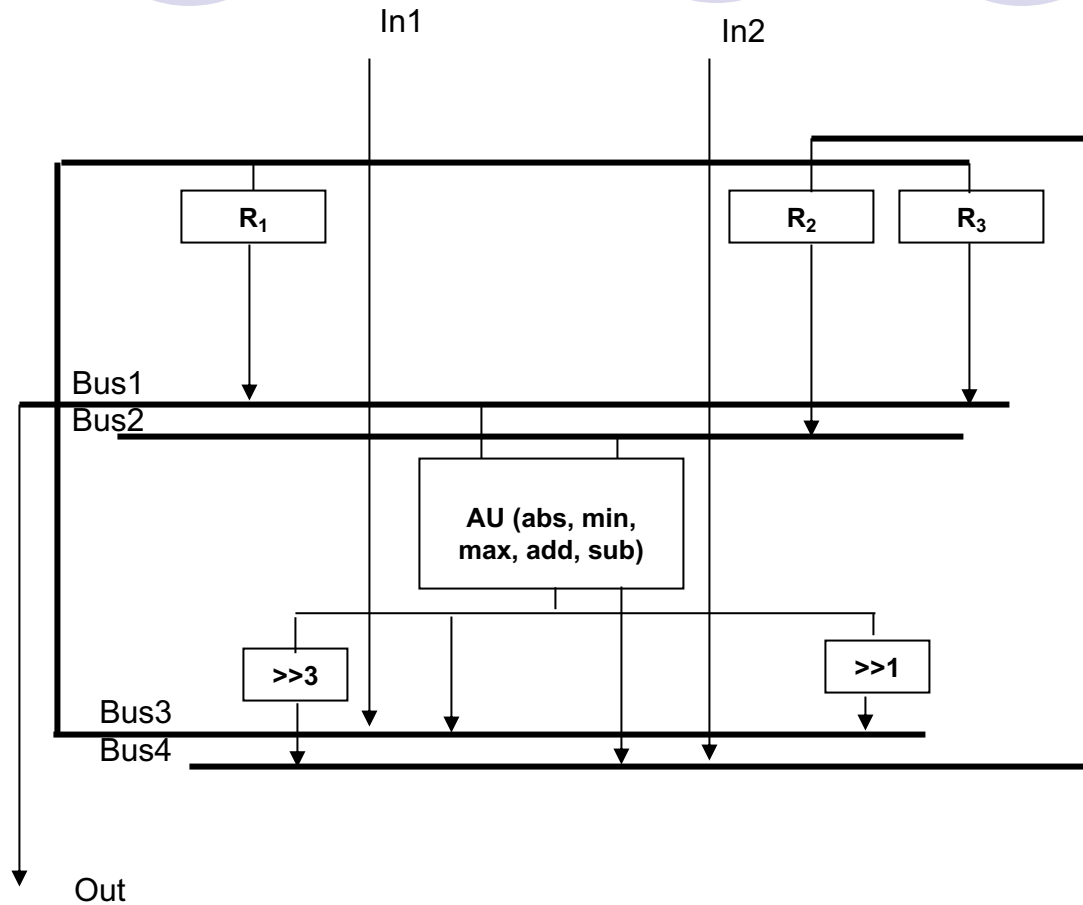 In1
In2
R₁
R₂
R₃
Bus1
Bus2
AU (abs, min,
max, add, sub)
>>3
>>1
Bus3
Bus4
Out